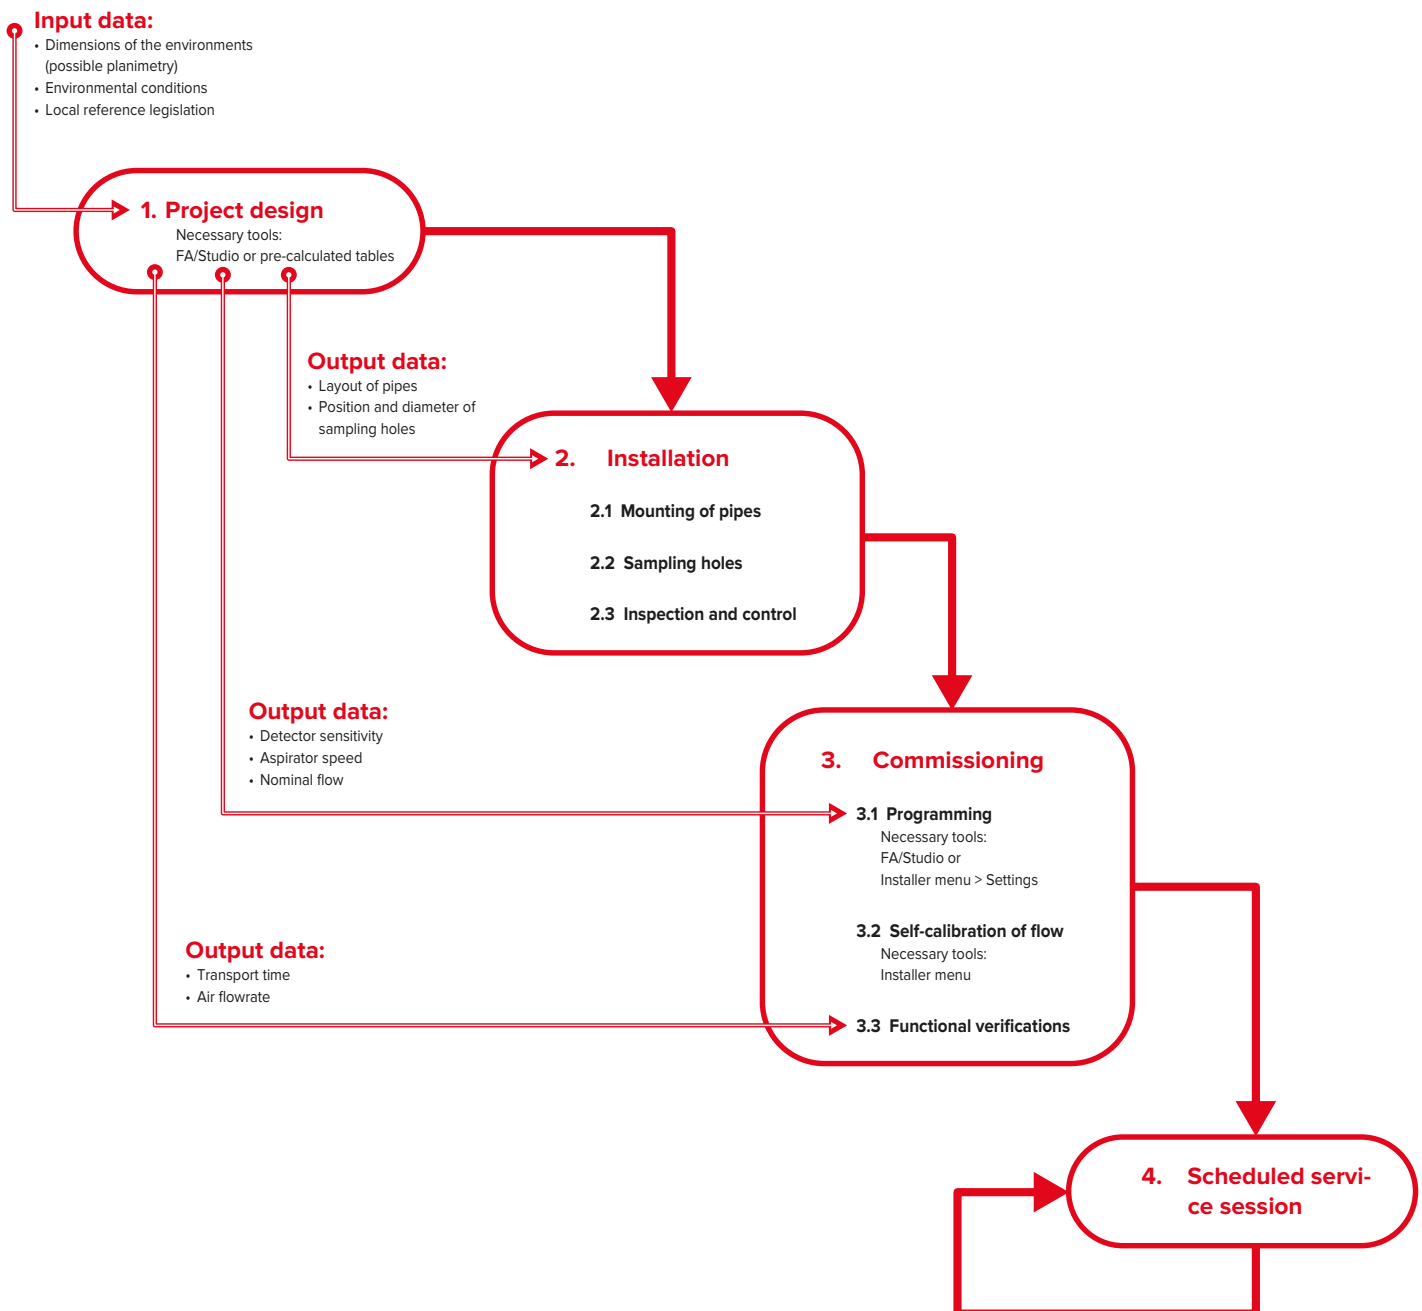 Input data:
• Dimensions of the environments
(possible planimetry)
• Environmental conditions
• Local reference legislation
1. Project design
Necessary tools:
FA/Studio or pre-calculated tables
Output data:
• Layout of pipes
• Position and diameter of
sampling holes
2. Installation
2.1 Mounting of pipes
2.2 Sampling holes
2.3 Inspection and control
Output data:
• Detector sensitivity
• Aspirator speed
• Nominal flow
3. Commissioning
3.1 Programming
Necessary tools:
FA/Studio or
Installer menu > Settings
3.2 Self-calibration of flow
Necessary tools:
Installer menu
Output data:
• Transport time
• Air flowrate
3.3 Functional verifications
4. Scheduled servi-
ce session